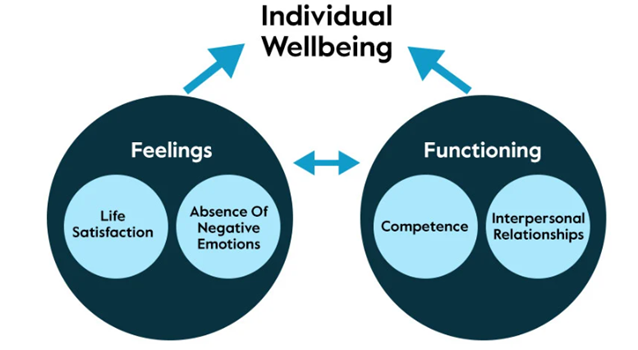 Individual
Wellbeing
Feelings
Life
Satisfaction
Absence Of
Negative
Emotions
Functioning
Competence
Interpersonal
Relationships